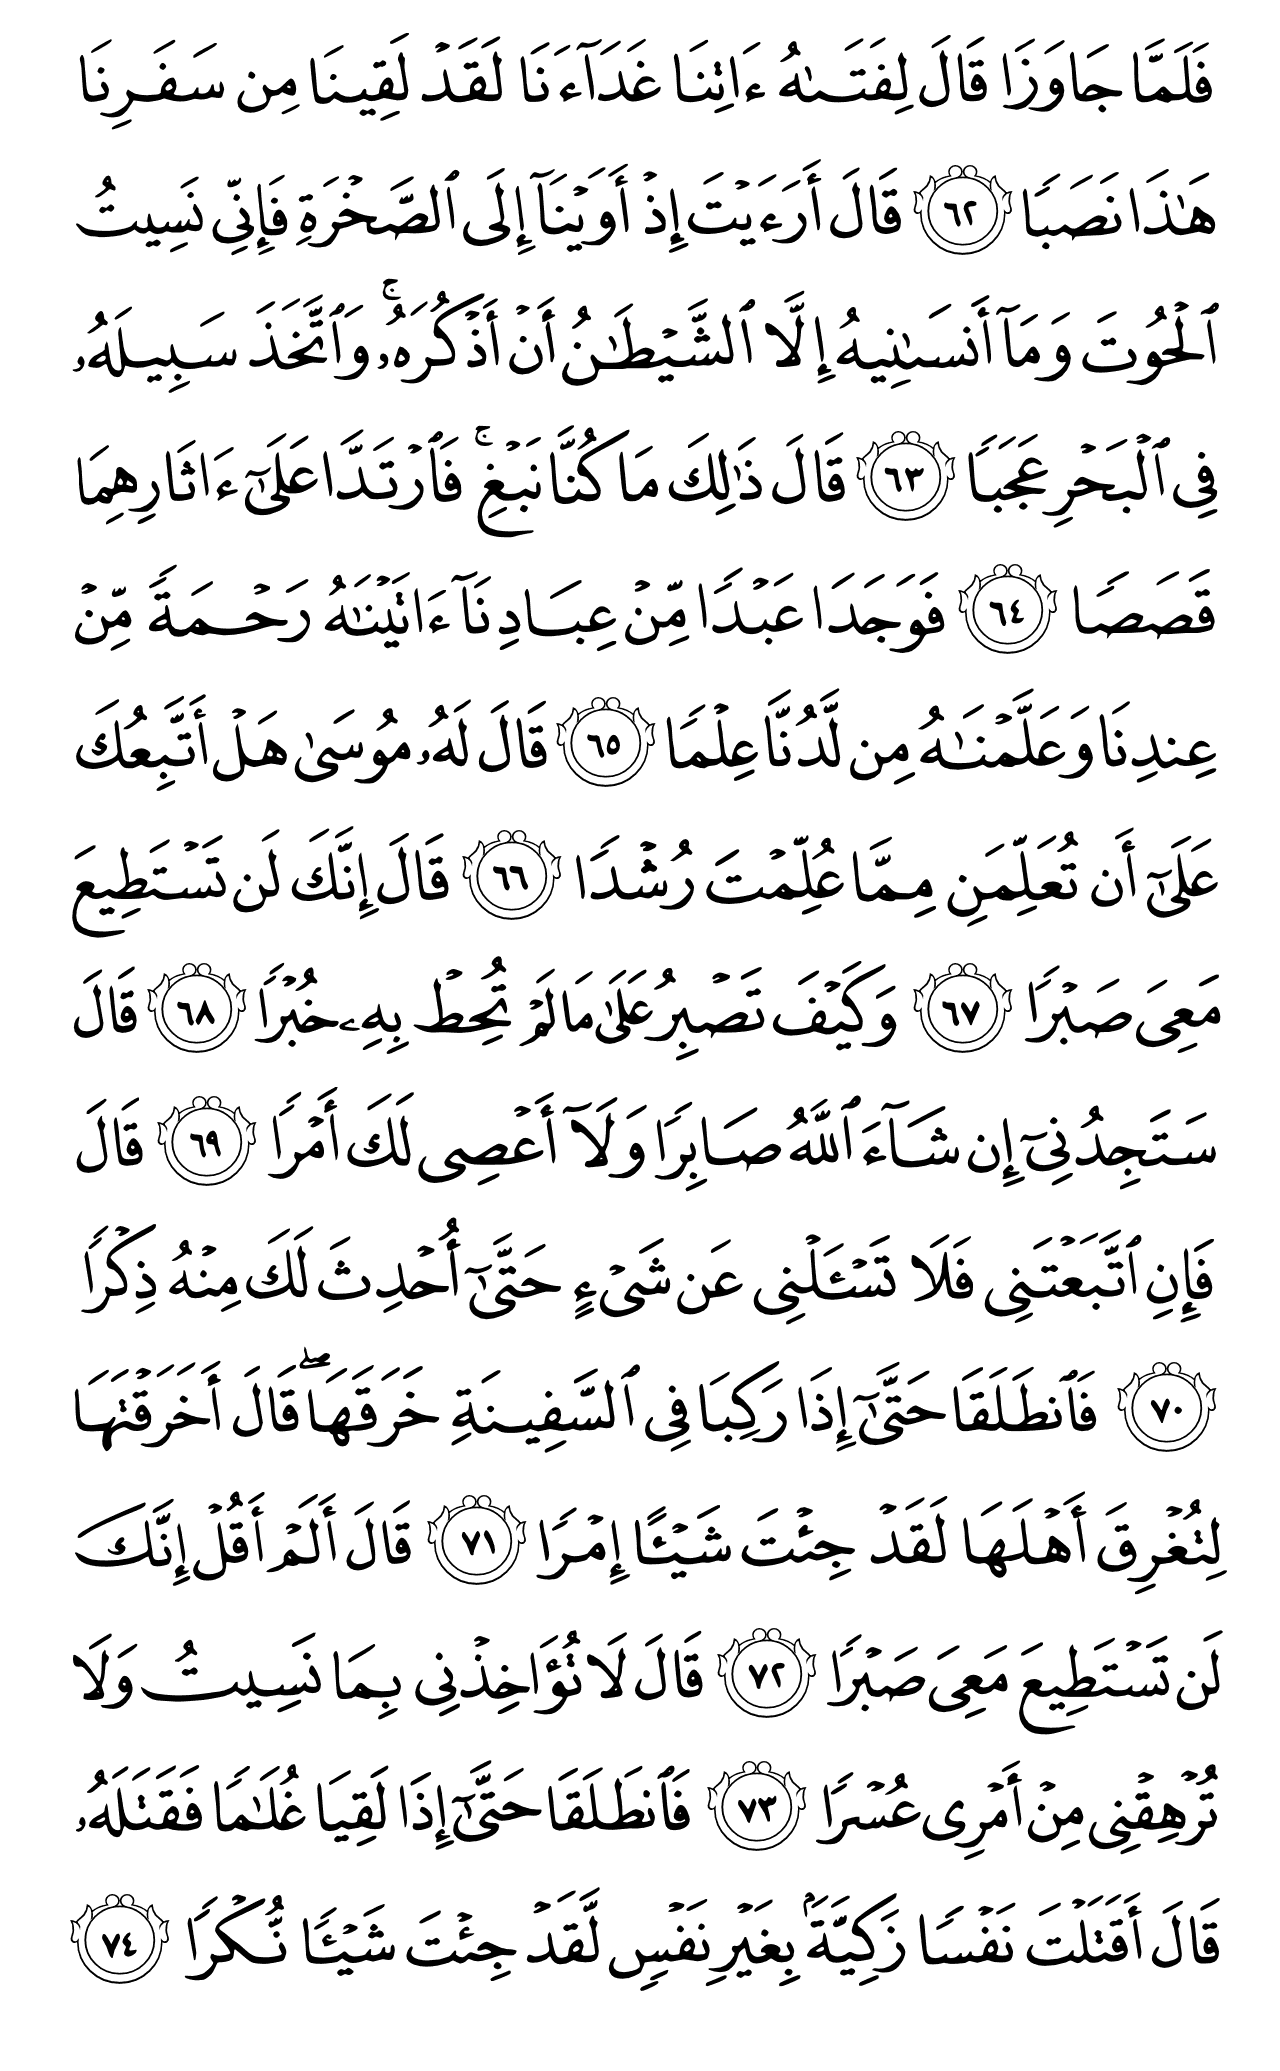 فَلَمَّا جَاوَزَا قَالَ لِفَتَىٰهُ ءَاتِنَا غَدَآءَنَا لَقَدۡ لَقِينَا مِن سَفَرِنَا
هَٰذَا نَصَبٗا ٦٢ قَالَ أَرَءَيۡتَ إِذۡ أَوَيۡنَآ إِلَى ٱلصَّخۡرَةِ فَإِنِّي نَسِيتُ
ٱلۡحُوتَ وَمَآ أَنسَىٰنِيهُ إِلَّا ٱلشَّيۡطَٰنُ أَنۡ أَذۡكُرَهُۥۚ وَٱتَّخَذَ سَبِيلَهُۥ
فِي ٱلۡبَحۡرِ عَجَبٗا ٦٣ قَالَ ذَٰلِكَ مَا كُنَّا نَبۡغِۚ فَٱرۡتَدَّا عَلَىٰٓ ءَاثَارِهِمَا
قَصَصٗا ٦٤ فَوَجَدَا عَبۡدٗا مِّنۡ عِبَادِنَآ ءَاتَيۡنَٰهُ رَحۡمَةٗ مِّنۡ
عِندِنَا وَعَلَّمۡنَٰهُ مِن لَّدُنَّا عِلۡمٗا ٦٥ قَالَ لَهُۥ مُوسَىٰ هَلۡ أَتَّبِعُكَ
عَلَىٰٓ أَن تُعَلِّمَنِ مِمَّا عُلِّمۡتَ رُشۡدٗا ٦٦ قَالَ إِنَّكَ لَن تَسۡتَطِيعَ
مَعِيَ صَبۡرٗا ٦٧ وَكَيۡفَ تَصۡبِرُ عَلَىٰ مَا لَمۡ تُحِطۡ بِهِۦ خُبۡرٗا ٦٨ قَالَ
سَتَجِدُنِيٓ إِن شَآءَ ٱللَّهُ صَابِرٗا وَلَآ أَعۡصِي لَكَ أَمۡرٗا ٦٩ قَالَ
فَإِنِ ٱتَّبَعۡتَنِي فَلَا تَسۡـَٔلۡنِي عَن شَيۡءٍ حَتَّىٰٓ أُحۡدِثَ لَكَ مِنۡهُ ذِكۡرٗا
٧٠ فَٱنطَلَقَا حَتَّىٰٓ إِذَا رَكِبَا فِي ٱلسَّفِينَةِ خَرَقَهَاۖ قَالَ أَخَرَقۡتَهَا
لِتُغۡرِقَ أَهۡلَهَا لَقَدۡ جِئۡتَ شَيۡـًٔا إِمۡرٗا ٧١ قَالَ أَلَمۡ أَقُلۡ إِنَّكَ
لَن تَسۡتَطِيعَ مَعِيَ صَبۡرٗا ٧٢ قَالَ لَا تُؤَاخِذۡنِي بِمَا نَسِيتُ وَلَا
تُرۡهِقۡنِي مِنۡ أَمۡرِي عُسۡرٗا ٧٣ فَٱنطَلَقَا حَتَّىٰٓ إِذَا لَقِيَا غُلَٰمٗا فَقَتَلَهُۥ
قَالَ أَقَتَلۡتَ نَفۡسٗا زَكِيَّةَۢ بِغَيۡرِ نَفۡسٖ لَّقَدۡ جِئۡتَ شَيۡـٔٗا نُّكۡرٗا ٧٤